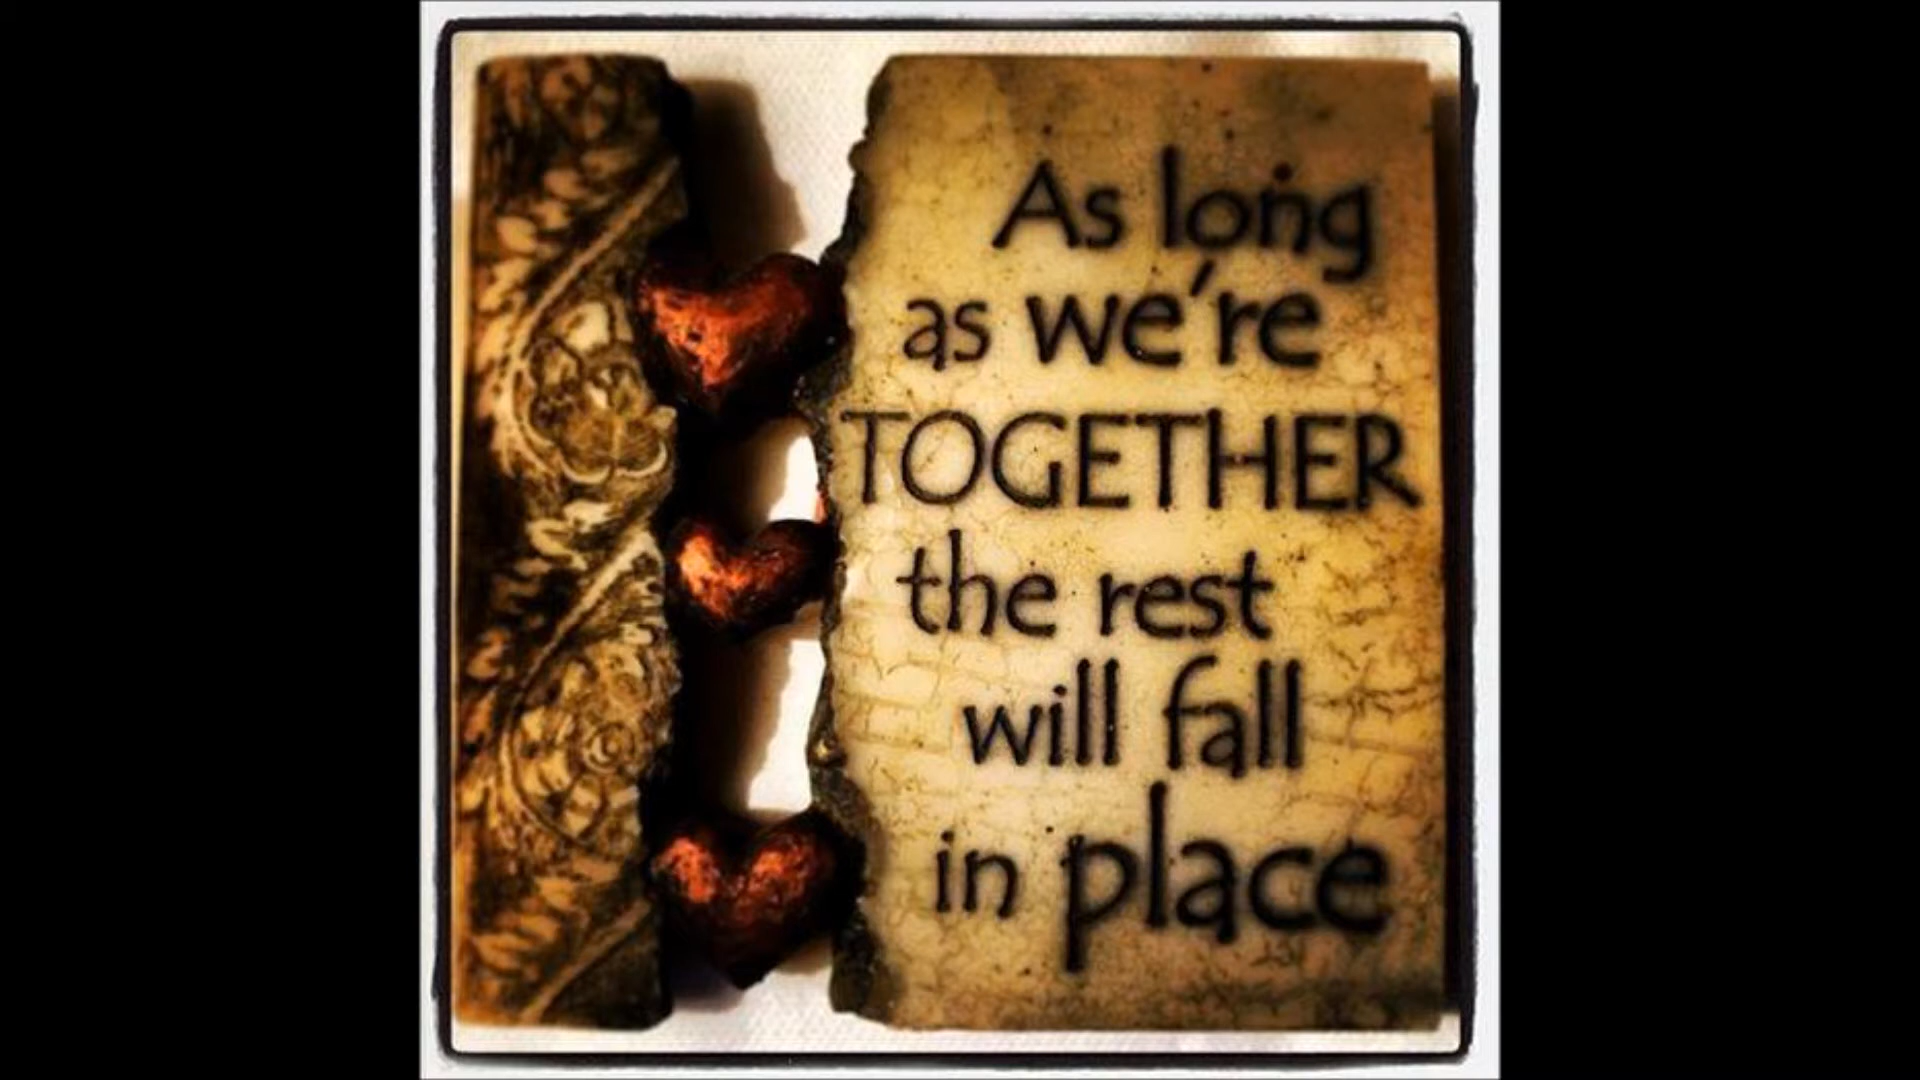 As long
as we're
TOGETHER
the rest
will fall
in place